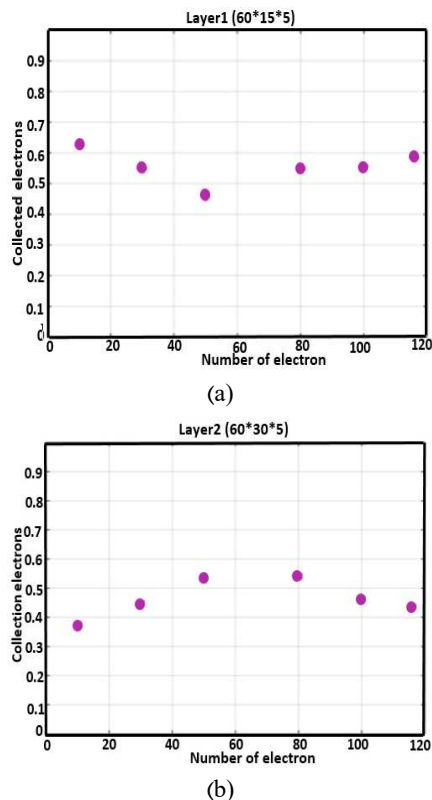 Layer1 (60*15*5)
0.9
0.8
0.7
0.6
0.5
0.4
0.3
0.2
0.1
0
Collected electrons
0 20 40 60 80 100 120
Number of electron
(a)
Layer2 (60*30*5)
0.9
0.8
0.7
0.6
0.5
0.4
0.3
0.2
0.1
0
Collection electrons
0 20 40 60 80 100 120
Number of electron
(b)